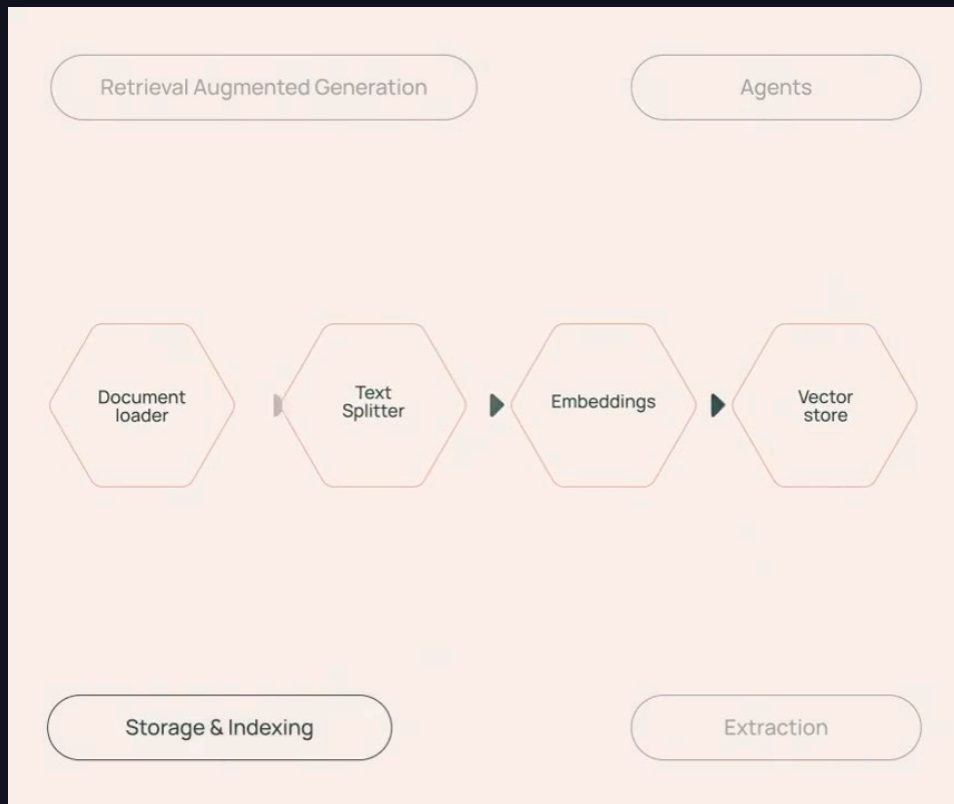 Retrieval Augmented Generation
Agents
Document
loader
Text
Splitter
Embeddings
Vector
store
Storage & Indexing
Extraction